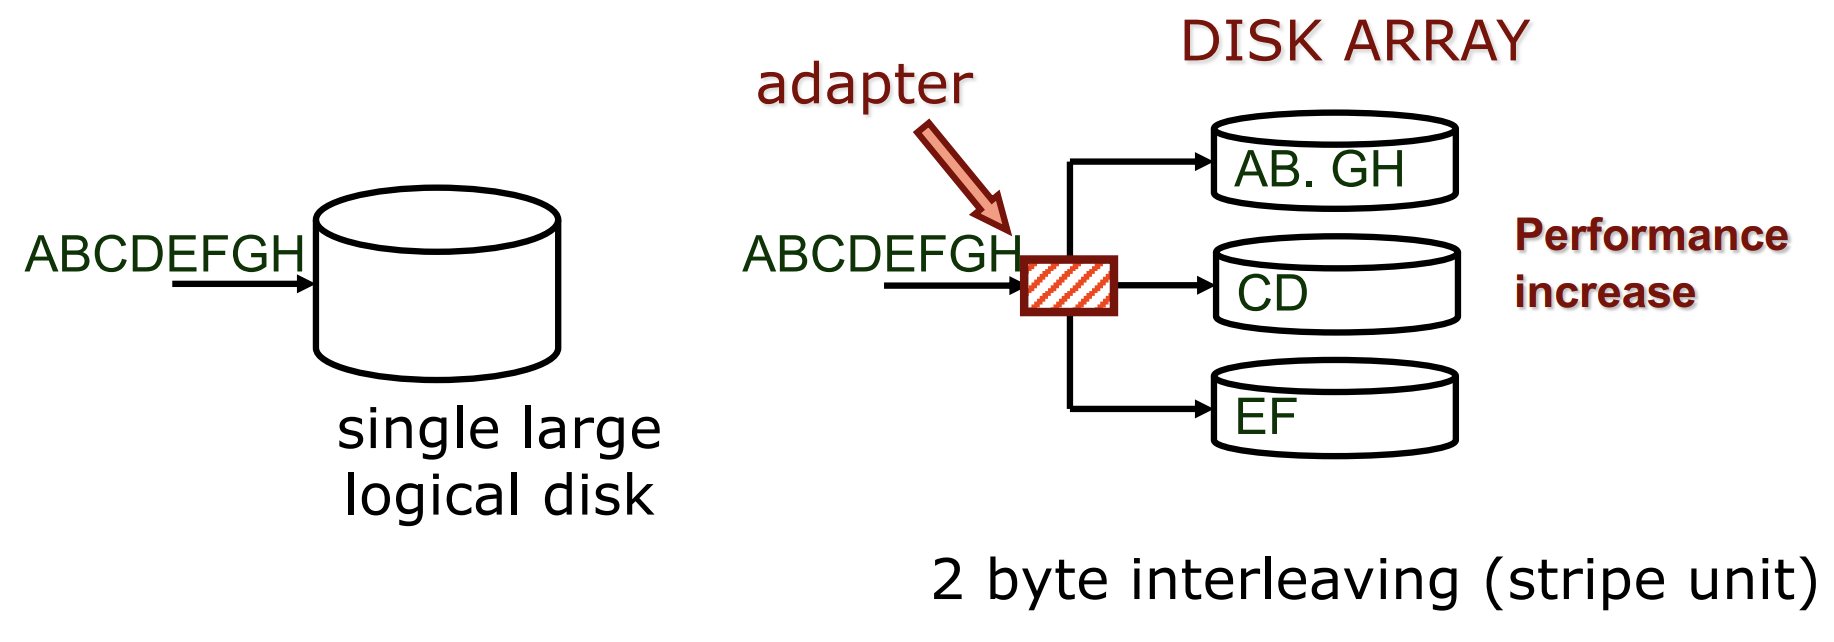 DISK ARRAY
adapter
AB. GH
ABCDEFGH
ABCDEFGH
Performance
increase
CD
EF
single large
logical disk
2 byte interleaving (stripe unit)